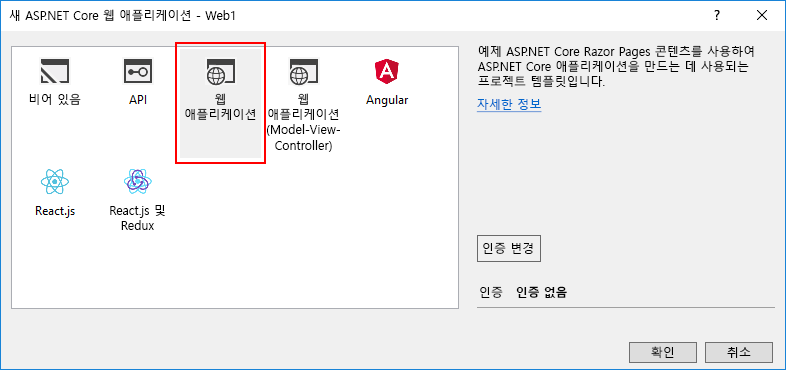 새 ASP.NET Core 웹 애플리케이션 - Web1
?
비어 있음
API
웹
애플리케이션
웹
애플리케이션
(Model-View-
Controller)
Angular
React.js
React.js 및
Redux
예제 ASP.NET Core Razor Pages 콘텐츠를 사용하여
ASP.NET Core 애플리케이션을 만드는 데 사용되는
프로젝트 템플릿입니다.
자세한 정보
인증 변경
인증 인증 없음
확인
취소